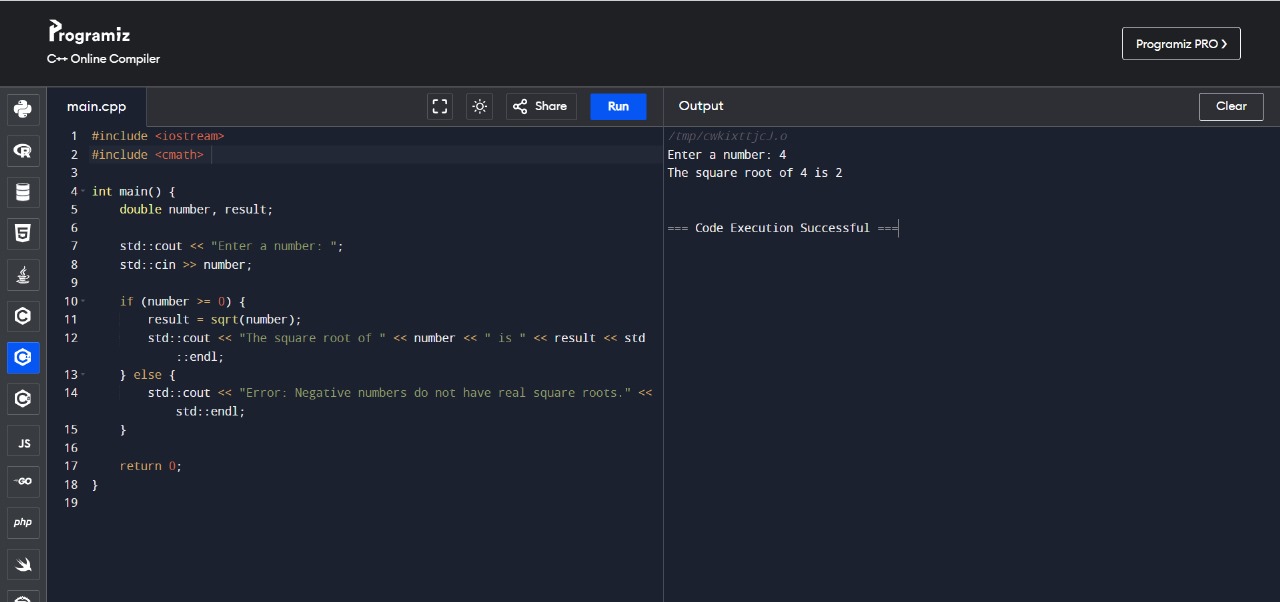 Programiz
C++ Online Compiler
Programiz PRO ❯
main.cpp
Share
Run
Output
Clear
1 #include <iostream>
2 #include <cmath>
3
4 int main() {
5     double number, result;
6
7     std::cout << "Enter a number: ";
8     std::cin >> number;
9
10     if (number >= 0) {
11         result = sqrt(number);
12         std::cout << "The square root of " << number << " is " << result << std
::endl;
13     } else {
14         std::cout << "Error: Negative numbers do not have real square roots." <<
std::endl;
15     }
16
17     return 0;
18 }
19
/tmp/cwkixttjcJ.o
Enter a number: 4
The square root of 4 is 2
=== Code Execution Successful ===
R
5
C
C
C
JS
GO
php